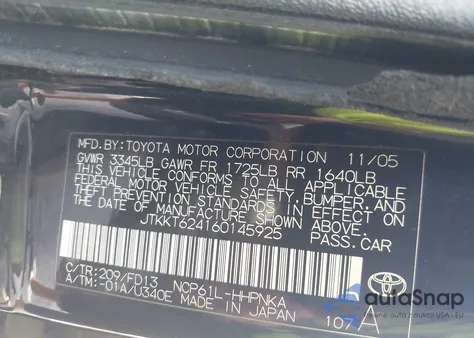 MFD.BY:TOYOTA MOTOR CORPORATION 11/05
GVWR 3345LB GAWR FR 1725LB RR 1640LB
THIS VEHICLE CONFORMS TO ALL APPLICABLE
FEDERAL MOTOR VEHICLE SAFETY,BUMPER,AND
THEFT PREVENTION STANDARDS IN EFFECT ON
THE DATE OF MANUFACTURE SHOWN ABOVE.
JTKKT624160145925 PASS.CAR
C/TR:209/FD13 NCP61L-HHPNKA
A/TM:-01A/U340E MADE IN JAPAN 107A
autoSnap